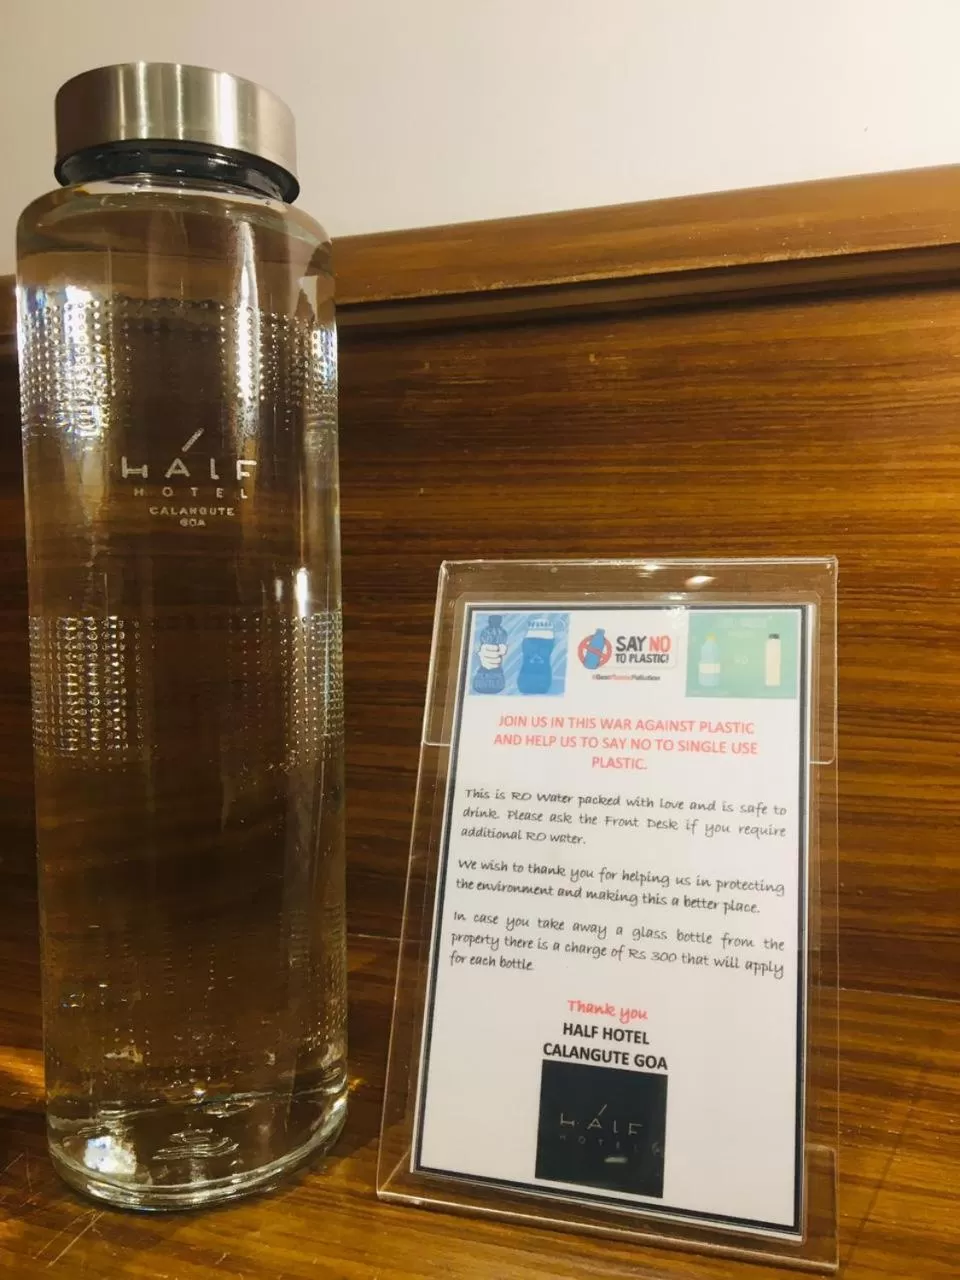 HALF
HOTEL
CALANGUTE
GOA
SAY NO
TO PLASTIC!
#BeatPlasticPollution
JOIN US IN THIS WAR AGAINST PLASTIC
AND HELP US TO SAY NO TO SINGLE USE
PLASTIC.
This is RO Water packed with love and is safe to
drink. Please ask the Front Desk if you require
additional RO water.
We wish to thank you for helping us in protecting
the environment and making this a better place.
In case you take away a glass bottle from the
property there is a charge of Rs 300 that will apply
for each bottle
Thank you
HALF HOTEL
CALANGUTE GOA
HALF